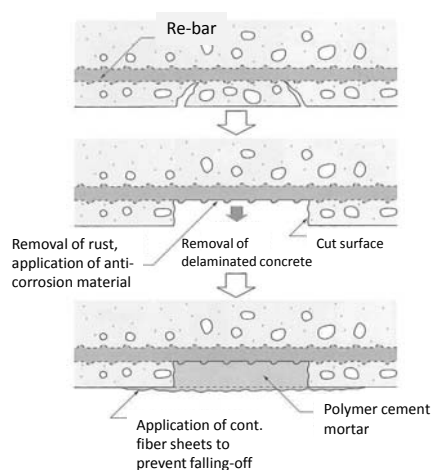 Re-bar
Removal of rust,
application of anti-
corrosion material
Removal of
delaminated concrete
Cut surface
Application of cont.
fiber sheets to
prevent falling-off
Polymer cement
mortar